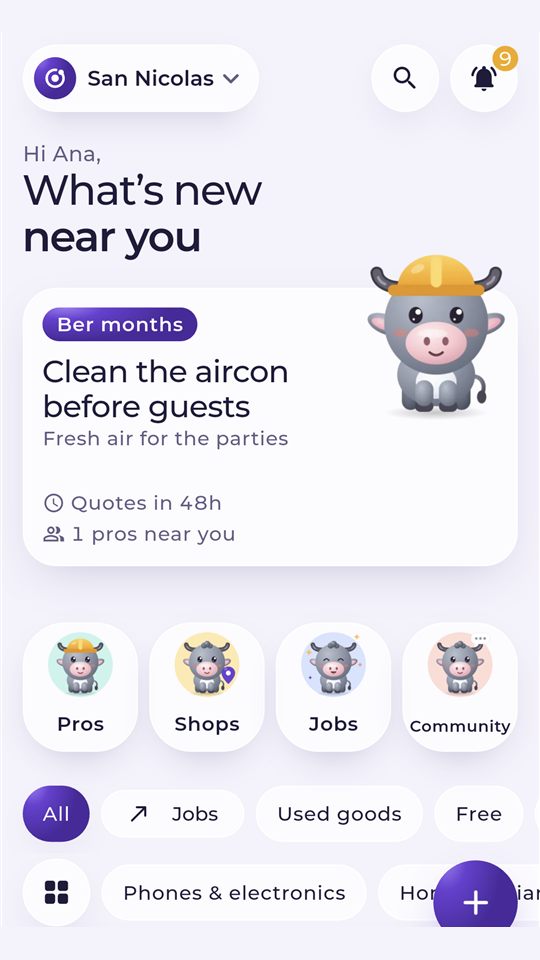 San Nicolas
9
Hi Ana,
What's new
near you
Ber months
Clean the aircon
before guests
Fresh air for the parties
Quotes in 48h
1 pros near you
Pros
Shops
Jobs
Community
All
Jobs
Used goods
Free
Phones & electronics